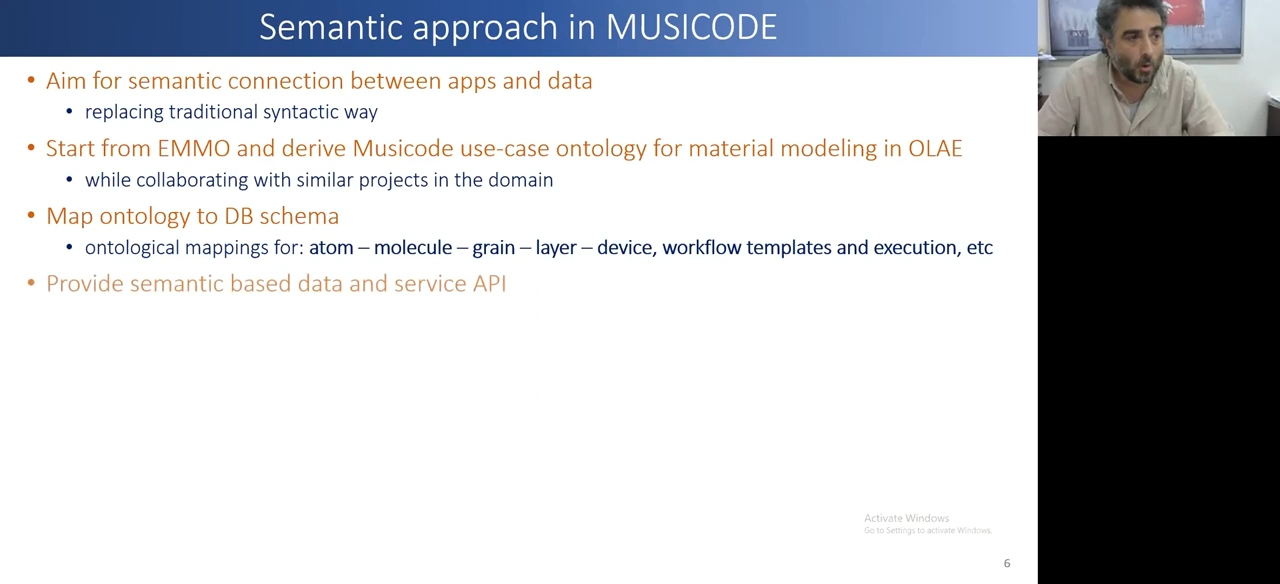 Semantic approach in MUSICODE
• Aim for semantic connection between apps and data
• replacing traditional syntactic way
• Start from EMMO and derive Musicode use-case ontology for material modeling in OLAE
• while collaborating with similar projects in the domain
• Map ontology to DB schema
• ontological mappings for: atom – molecule – grain – layer – device, workflow templates and execution, etc
• Provide semantic based data and service API
Activate Windows
Go to Settings to activate Windows.
6